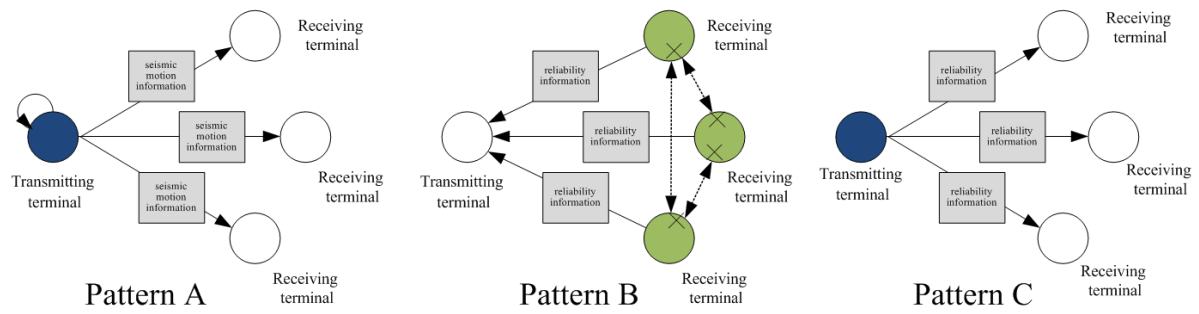 Receiving
terminal
seismic
motion
information
seismic
motion
information
Transmitting
terminal
seismic
motion
information
Receiving
terminal
Receiving
terminal
Pattern A
Receiving
terminal
reliability
information
reliability
information
Transmitting
terminal
reliability
information
Receiving
terminal
Receiving
terminal
Pattern B
Receiving
terminal
reliability
information
reliability
information
Transmitting
terminal
reliability
information
Receiving
terminal
Receiving
terminal
Pattern C